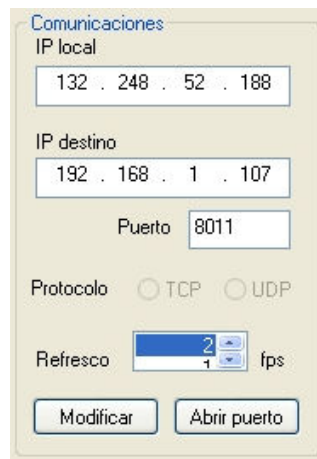 Comunicaciones
IP local
132 . 248 . 52 . 188
IP destino
192 . 168 . 1 . 107
Puerto 8011
Protocolo TCP UDP
Refresco 2 fps
Modificar Abrir puerto